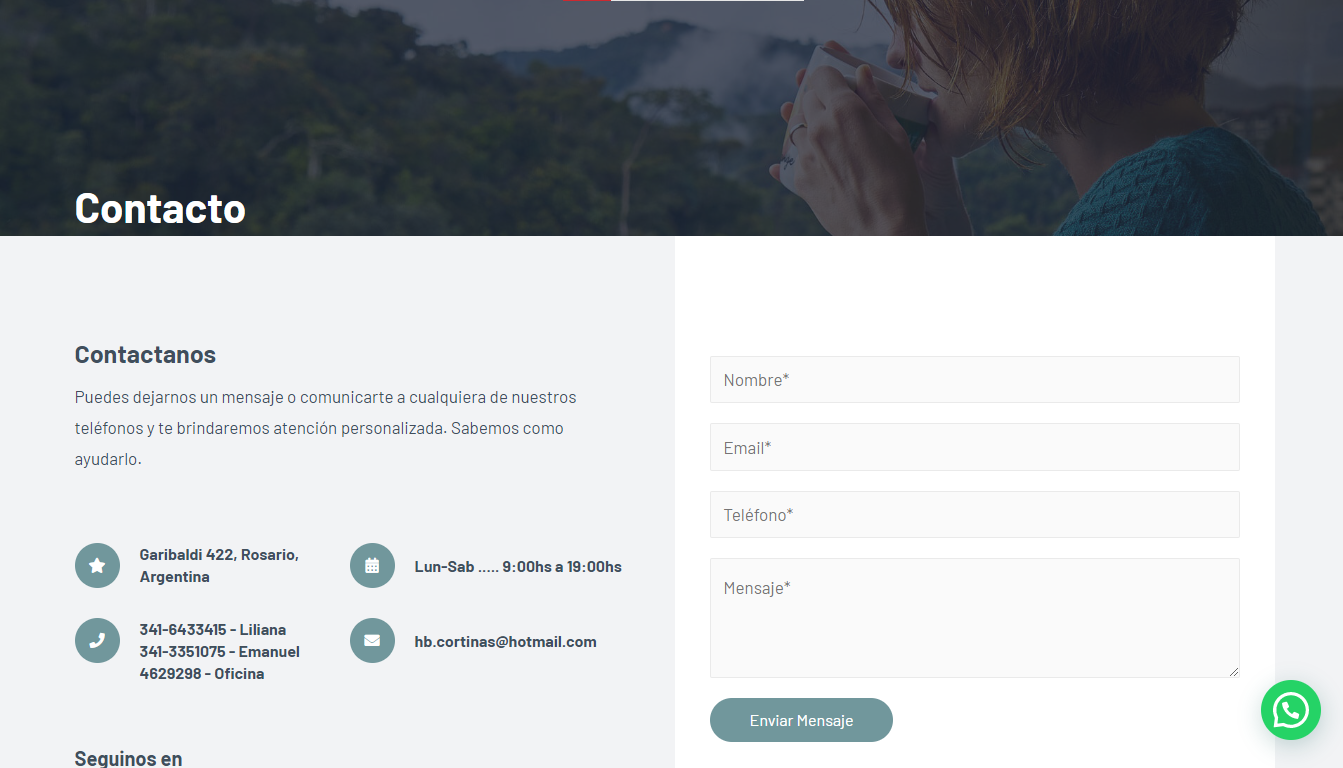 Contacto
Contactanos
Puedes dejarnos un mensaje o comunicarte a cualquiera de nuestros
teléfonos y te brindaremos atención personalizada. Sabemos como
ayudarlo.
Garibaldi 422, Rosario,
Argentina
Lun-Sab ..... 9:00hs a 19:00hs
341-6433415 - Liliana
341-3351075 - Emanuel
4629298 - Oficina
hb.cortinas@hotmail.com
Seguinos en
Nombre*
Email*
Teléfono*
Mensaje*
Enviar Mensaje